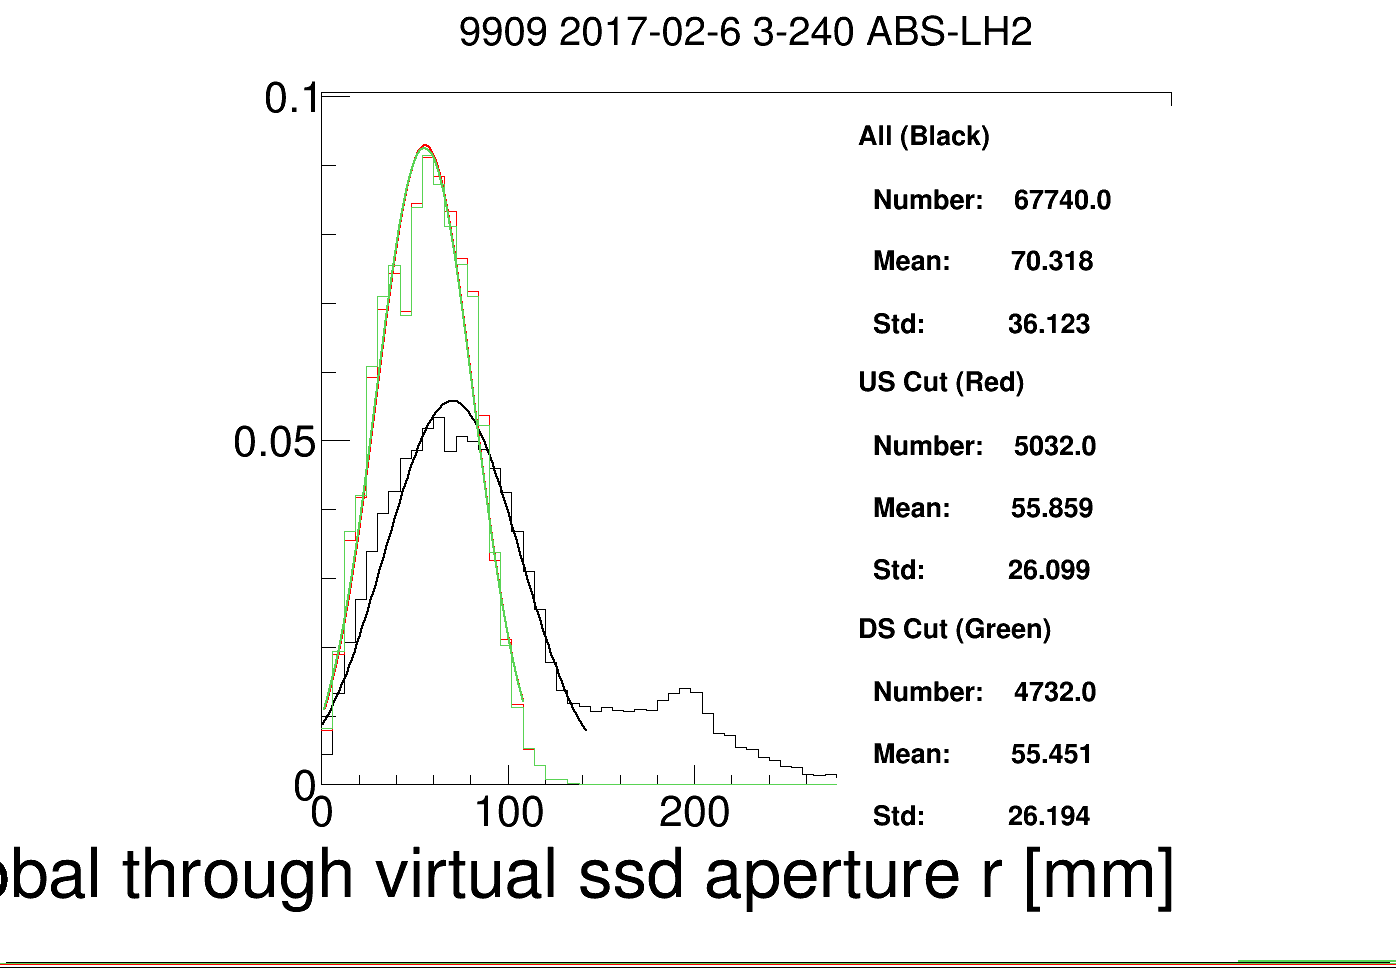 9909 2017-02-6 3-240 ABS-LH2
0.1
0.05
0
0 100 200
All (Black)
Number: 67740.0
Mean: 70.318
Std: 36.123
US Cut (Red)
Number: 5032.0
Mean: 55.859
Std: 26.099
DS Cut (Green)
Number: 4732.0
Mean: 55.451
Std: 26.194
through virtual ssd aperture r [mm]